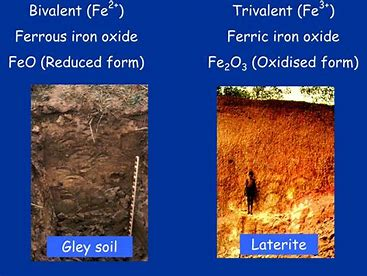 Bivalent (Fe²⁺)
Ferrous iron oxide
FeO (Reduced form)
Gley soil
Trivalent (Fe³⁺)
Ferric iron oxide
Fe₂O₃ (Oxidised form)
Laterite